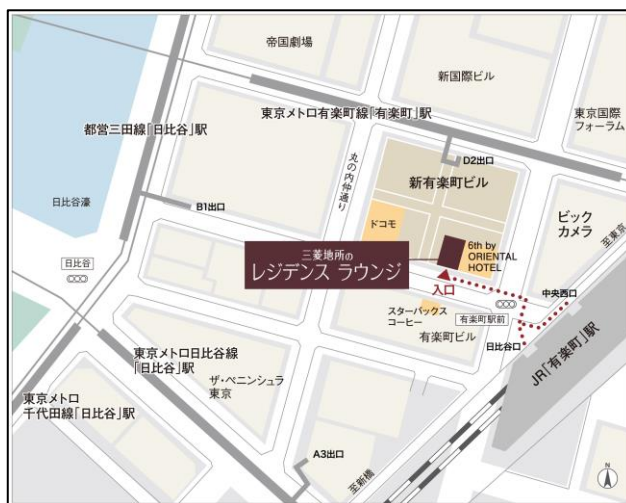 帝国劇場
新国際ビル
東京メトロ有楽町線「有楽町」駅
東京国際
フォーラム
都営三田線「日比谷」駅
D2出口
丸の内仲通り
新有楽町ビル
日比谷濠
B1出口
ドコモ
ビック
カメラ
至東京
三菱地所の
レジデンス ラウンジ
6th by
ORIENTAL
HOTEL
日比谷
入口
中央西口
スターバックス
コーヒー
有楽町駅前
有楽町ビル
日比谷口
JR「有楽町」駅
東京メトロ日比谷線
「日比谷」駅
ザ・ペニンシュラ
東京
東京メトロ
千代田線「日比谷」駅
A3出口
至新橋
N